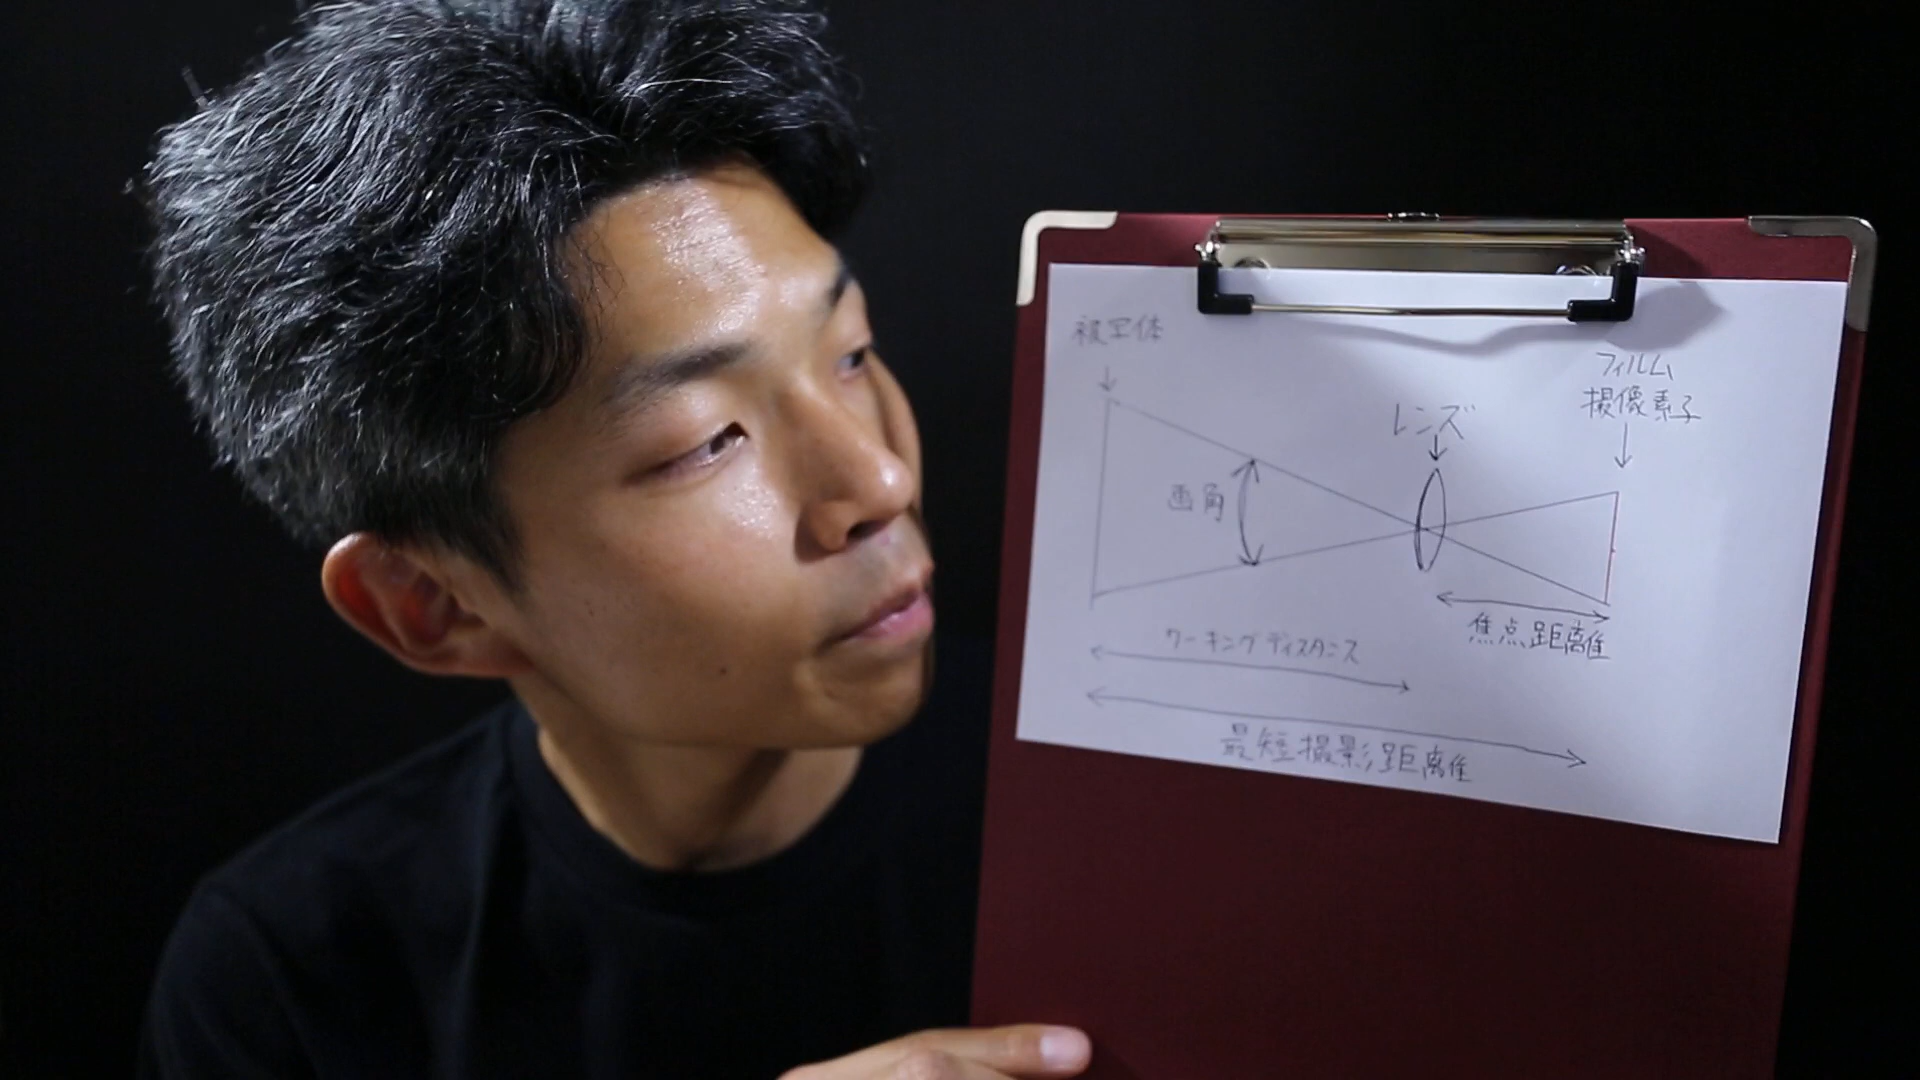 被写体
フィルム
撮像素子
レンズ
画角
焦点距離
ワーキングディスタンス
最短撮影距離